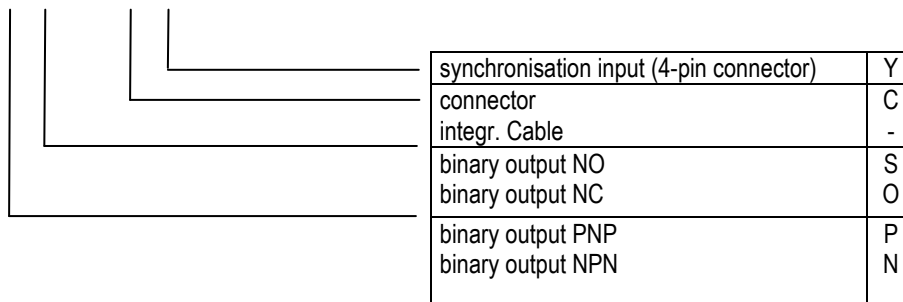 synchronisation input (4-pin connector) Y
connector C
integr. Cable -
binary output NO S
binary output NC O
binary output PNP P
binary output NPN N